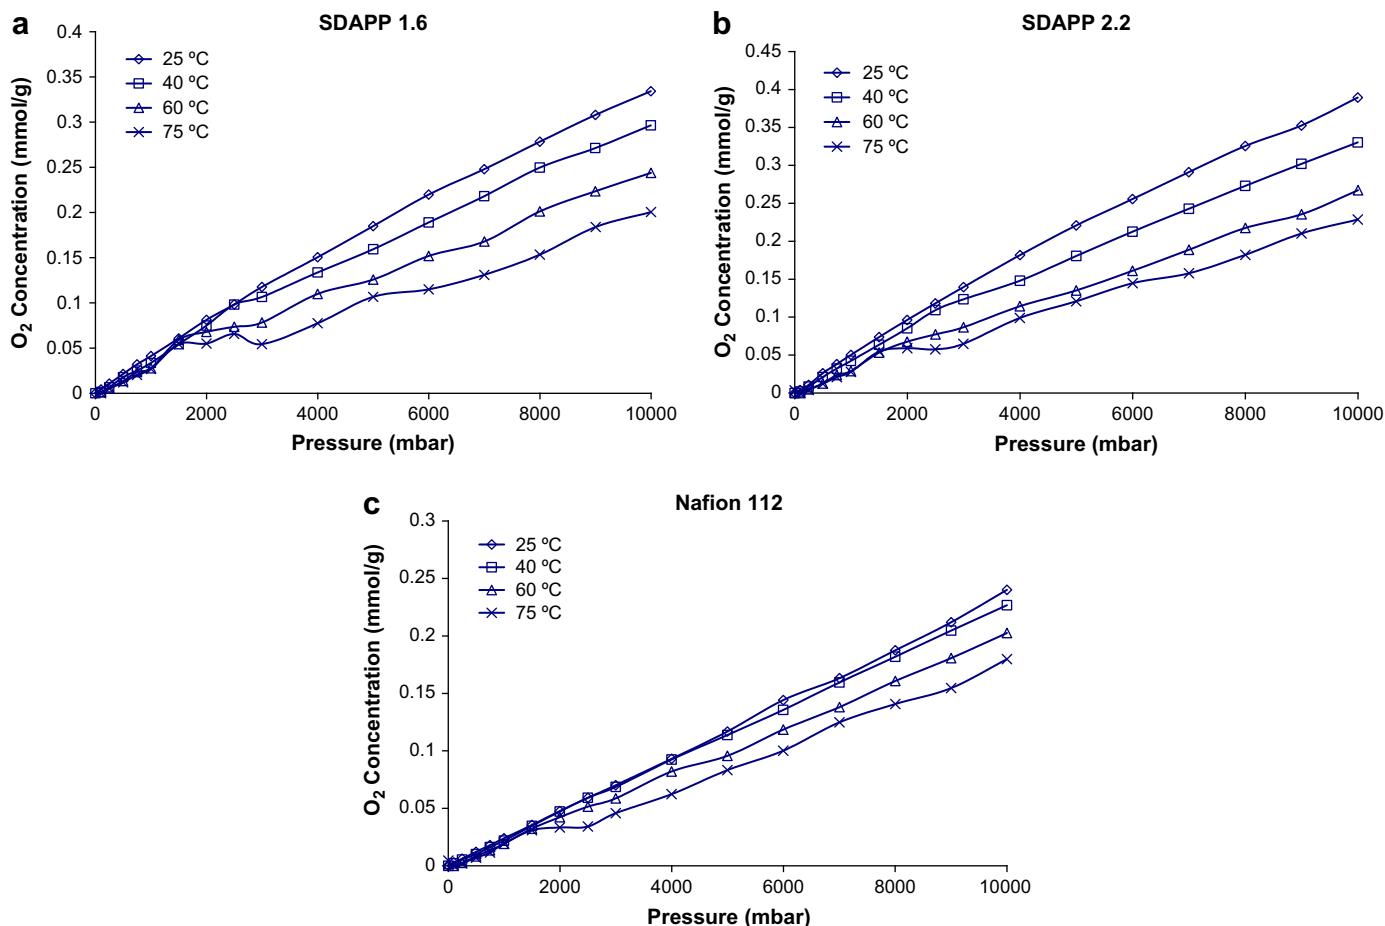 a
SDAPP 1.6
O₂ Concentration (mmol/g)
0.4
0.35
0.3
0.25
0.2
0.15
0.1
0.05
0
25 ºC
40 ºC
60 ºC
75 ºC
0 2000 4000 6000 8000 10000
Pressure (mbar)
b
SDAPP 2.2
O₂ Concentration (mmol/g)
0.45
0.4
0.35
0.3
0.25
0.2
0.15
0.1
0.05
0
25 ºC
40 ºC
60 ºC
75 ºC
0 2000 4000 6000 8000 10000
Pressure (mbar)
c
Nafion 112
O₂ Concentration (mmol/g)
0.3
0.25
0.2
0.15
0.1
0.05
0
25 ºC
40 ºC
60 ºC
75 ºC
0 2000 4000 6000 8000 10000
Pressure (mbar)